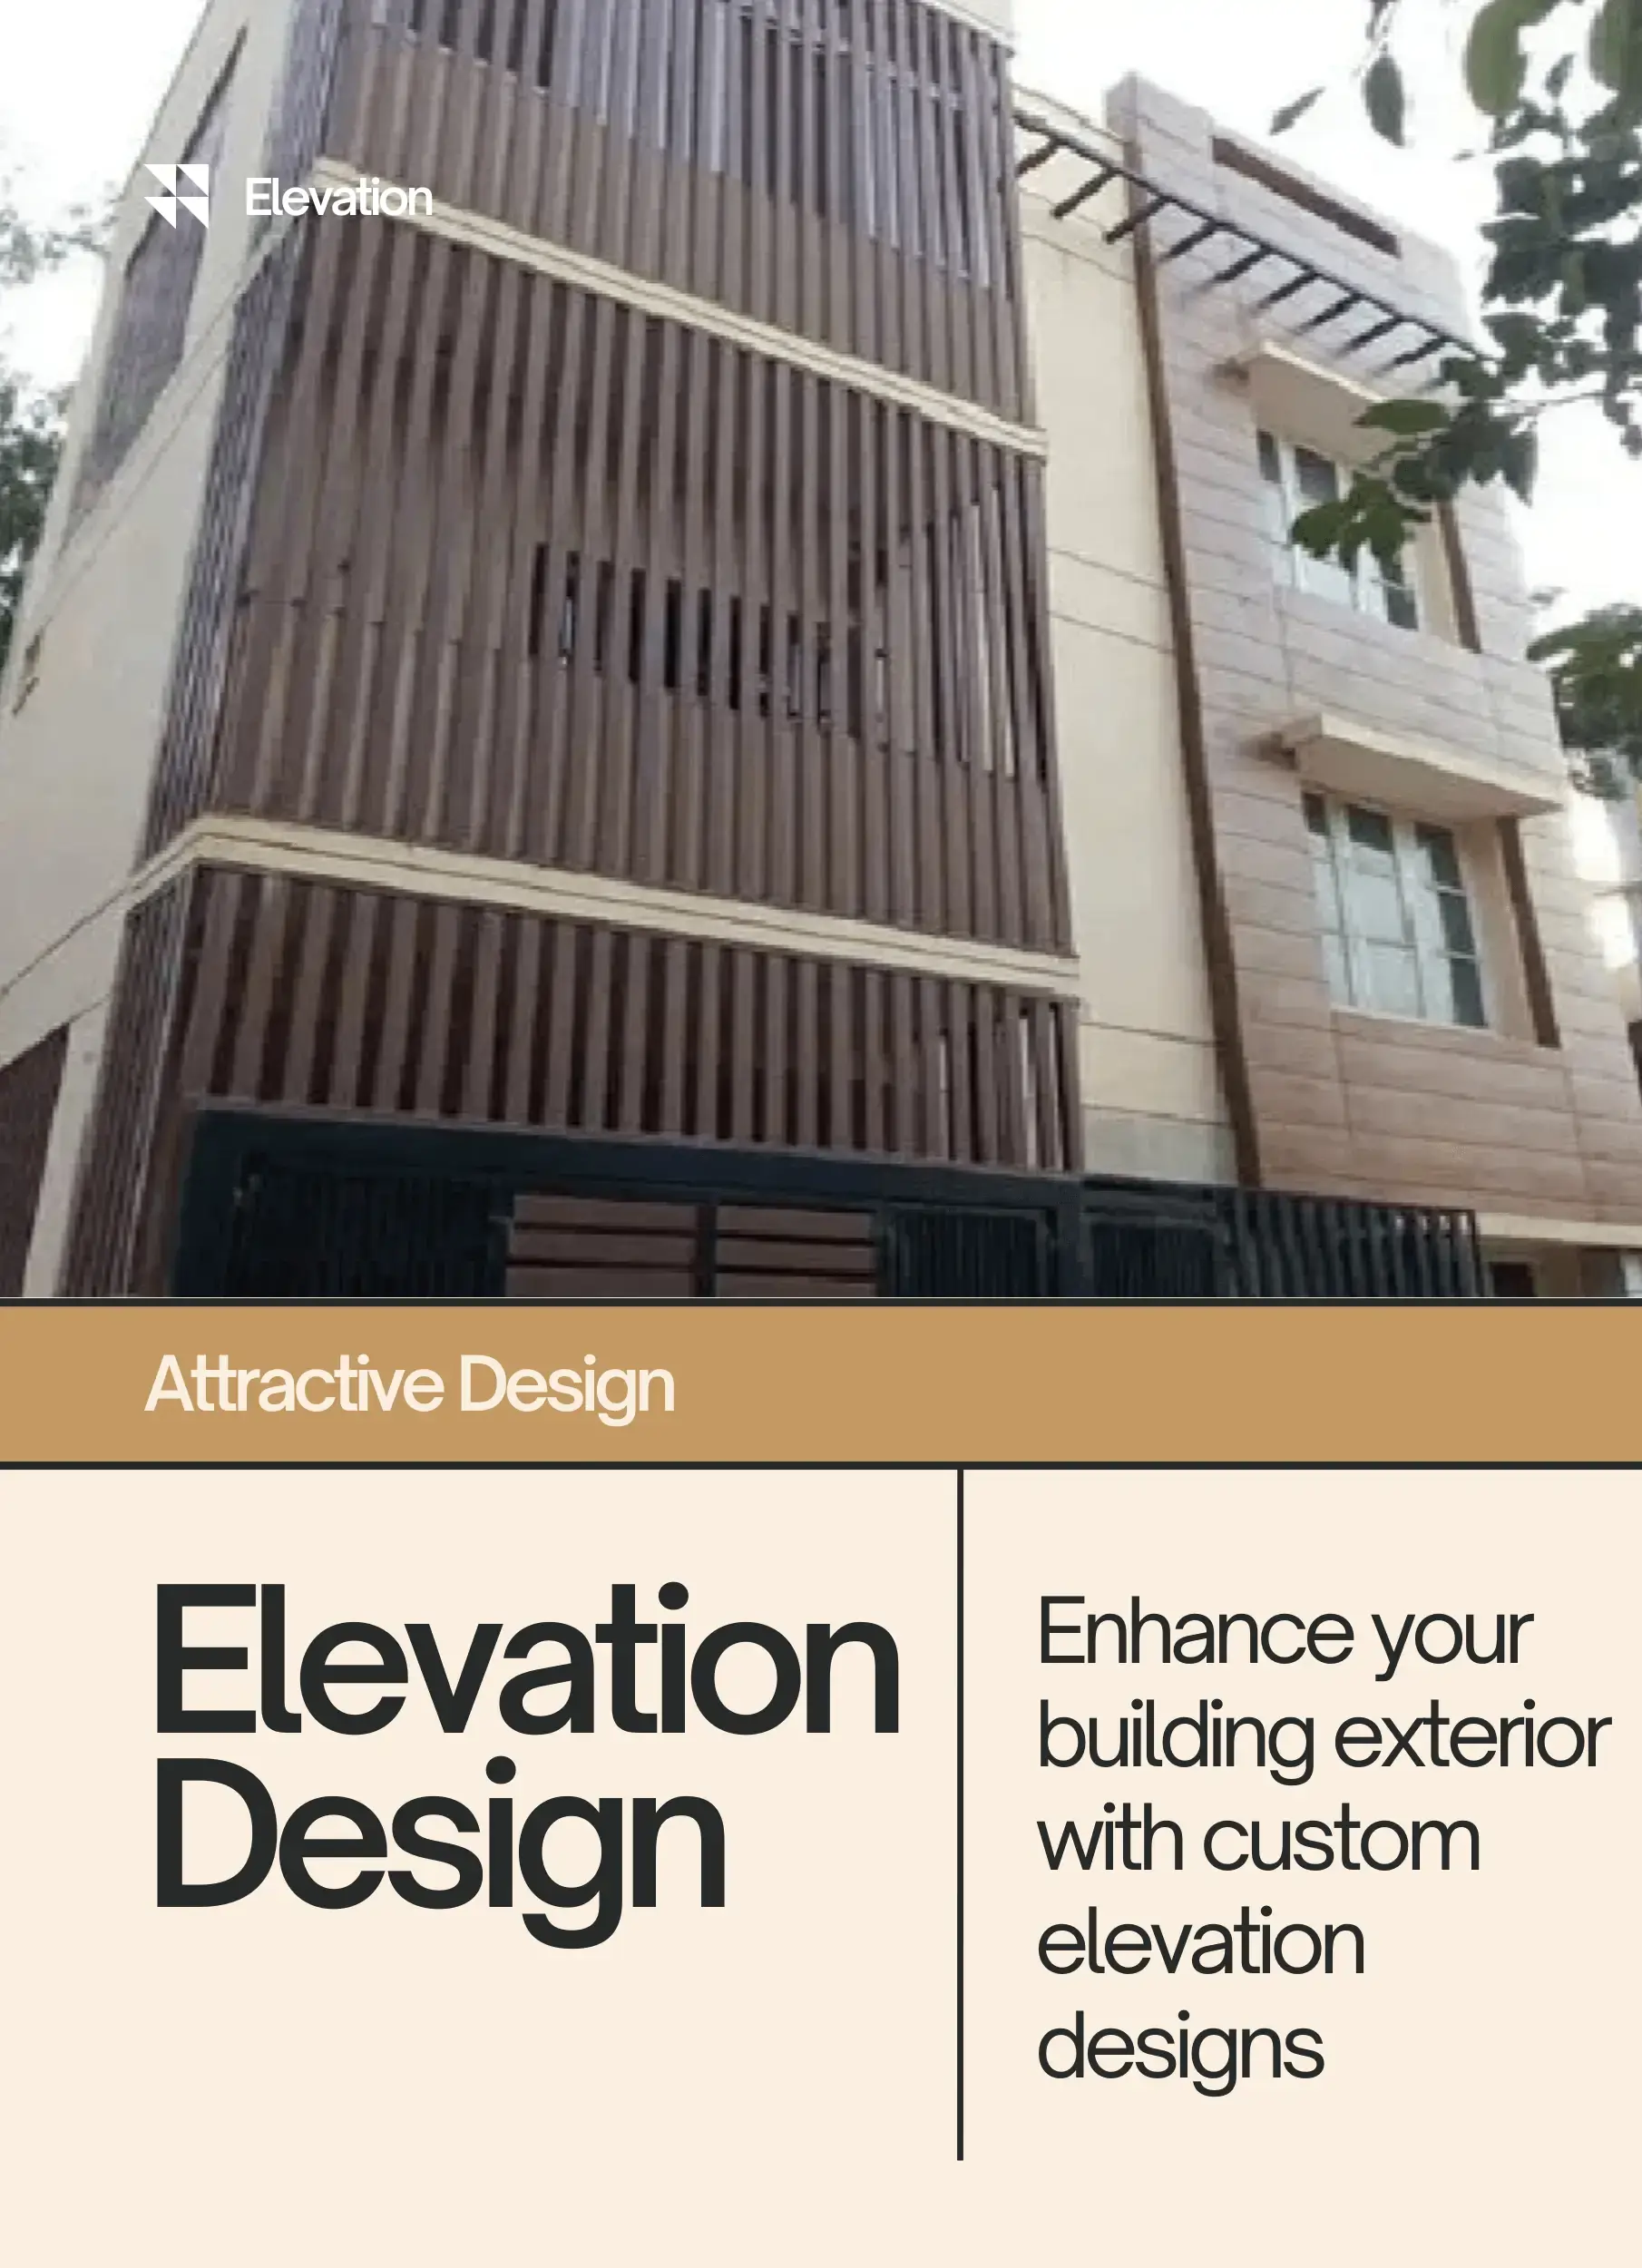 Elevation
Attractive Design
Elevation
Design
Enhance your
building exterior
with custom
elevation
designs